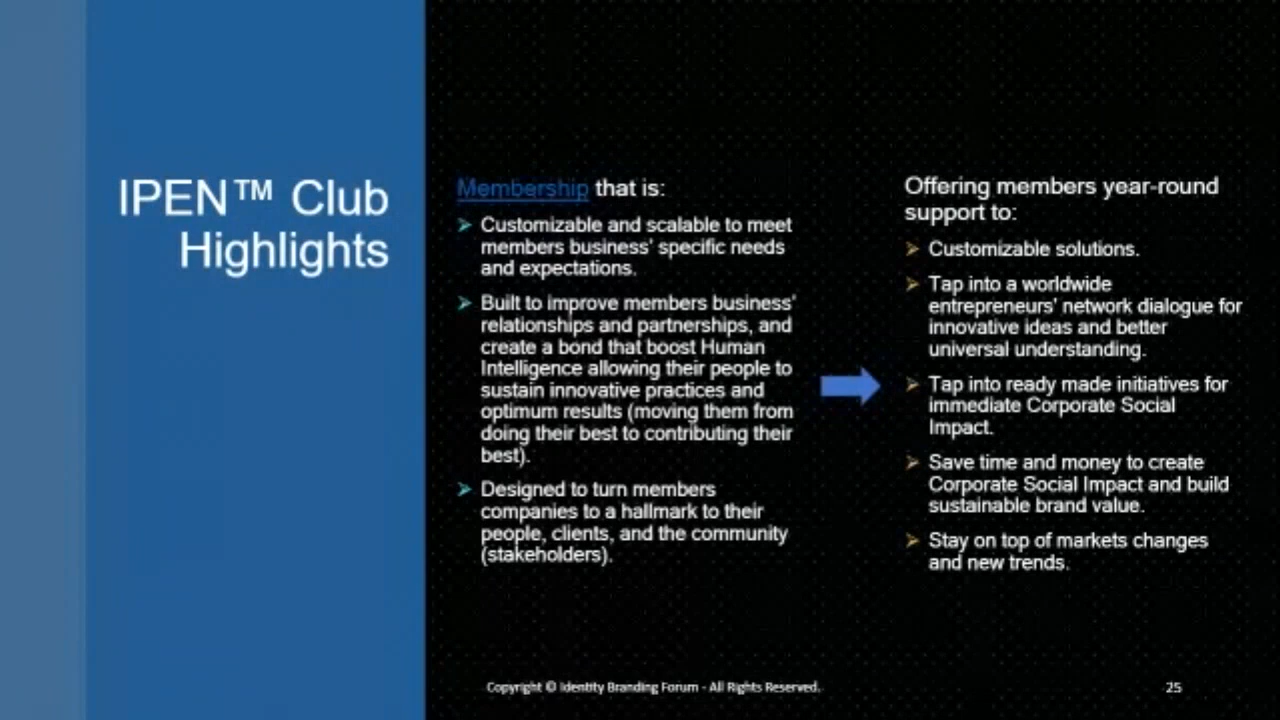 IPEN™ Club
Highlights
Membership that is:
Customizable and scalable to meet
members business' specific needs
and expectations.
Built to improve members business'
relationships and partnerships, and
create a bond that boost Human
Intelligence allowing their people to
sustain innovative practices and
optimum results (moving them from
doing their best to contributing their
best).
Designed to turn members
companies to a hallmark to their
people, clients, and the community
(stakeholders).
Offering members year-round
support to:
Customizable solutions.
Tap into a worldwide
entrepreneurs' network dialogue for
innovative ideas and better
universal understanding.
Tap into ready made initiatives for
immediate Corporate Social
Impact.
Save time and money to create
Corporate Social Impact and build
sustainable brand value.
Stay on top of markets changes
and new trends.
Copyright © Identity Branding Forum - All Rights Reserved.
25